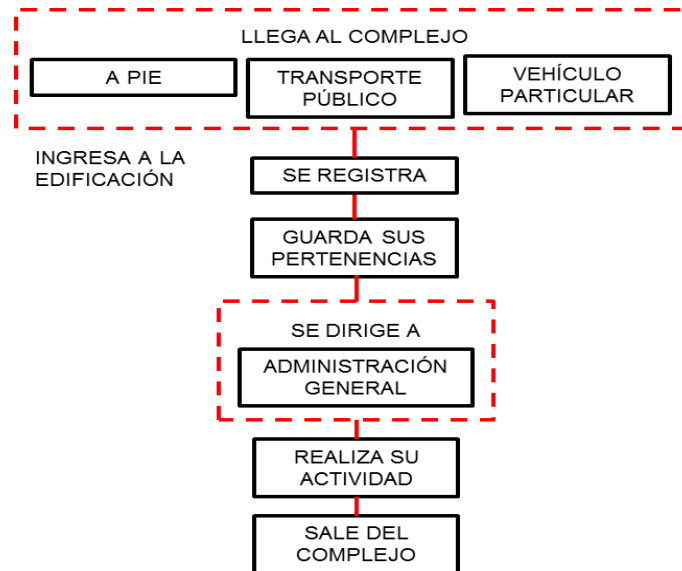 LLEGA AL COMPLEJO
A PIE
TRANSPORTE
PÚBLICO
VEHÍCULO
PARTICULAR
INGRESA A LA
EDIFICACIÓN
SE REGISTRA
GUARDA SUS
PERTENENCIAS
SE DIRIGE A
ADMINISTRACIÓN
GENERAL
REALIZA SU
ACTIVIDAD
SALE DEL
COMPLEJO